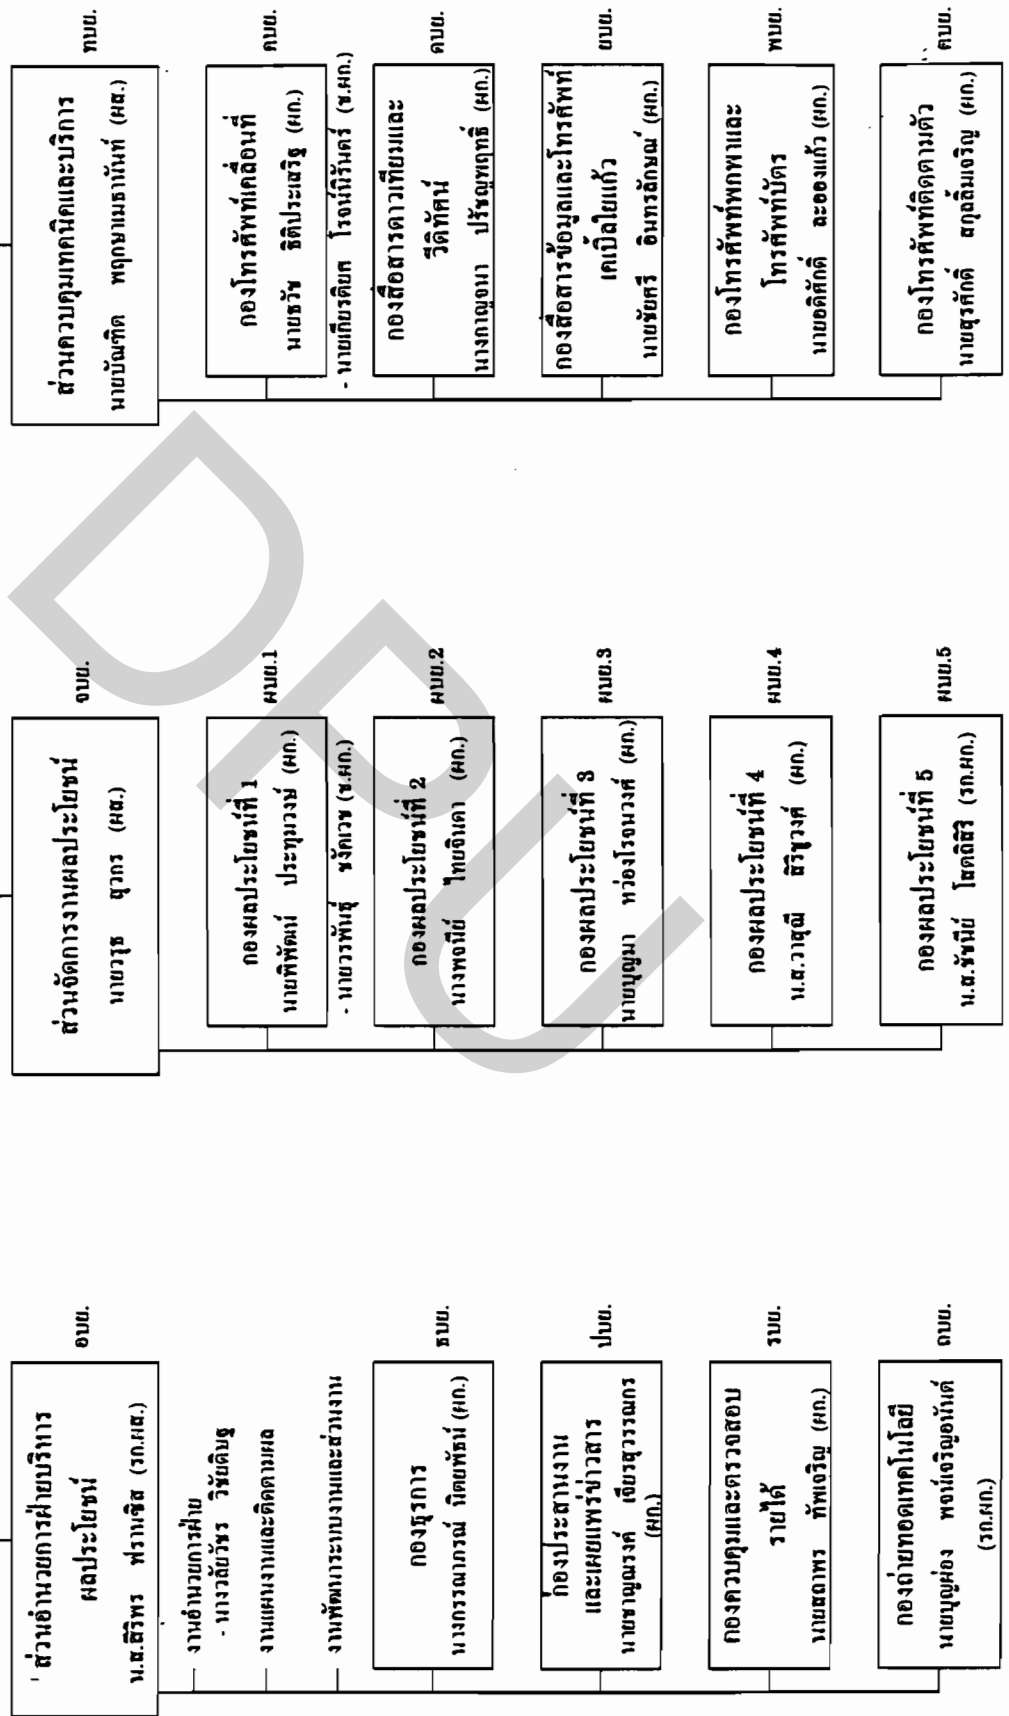 ส่วนอำนวยการฝ่ายบริหาร
ผลประโยชน์
น.ส.สิริพร ฟรานซิส (รก.ผส.)
อบย.
งานอำนวยการฝ่าย
- นางวลัยวัชร วิชัยดิษฐ
งานแผนงานและติดตามผล
งานพัฒนาระบบงานและส่วนงาน
กองธุรการ
นางกรรณาภรณ์ นิตยพัธน์ (ผก.)
ธบย.
กองประสานงาน
และเผยแพร่ข่าวสาร
นายชาญณรงค์ เจียรสุวรรณกร
(ผก.)
ปบย.
กองควบคุมและตรวจสอบ
รายได้
นายสถาพร ทัพเจริญ (ผก.)
รบย.
กองถ่ายทอดเทคโนโลยี
นายบุญผ่อง พจน์เจริญอนันต์
(รก.ผก.)
ถบย.
ส่วนจัดการงานผลประโยชน์
นายวรุธ สุวกร (ผส.)
จบย.
กองผลประโยชน์ที่ 1
นายพิพัฒน์ ประทุมวงษ์ (ผก.)
- นายวรพันธุ์ ชงัดเวช (ช.ผก.)
ผบย.1
กองผลประโยชน์ที่ 2
นางพจนีย์ ไทยจินดา (ผก.)
ผบย.2
กองผลประโยชน์ที่ 3
นายบุญมา ทว่องโรจนวงศ์ (ผก.)
ผบย.3
กองผลประโยชน์ที่ 4
น.ส.วาสุณี สิริชูวงศ์ (ผก.)
ผบย.4
กองผลประโยชน์ที่ 5
น.ส.ชัชนีย์ โสตถิสิริ (รก.ผก.)
ผบย.5
ส่วนควบคุมเทคนิคและบริการ
นายบัณฑิต พฤกษาเมธานันท์ (ผส.)
ทบย.
กองโทรศัพท์เคลื่อนที่
นายธวัช ธิติประเสริฐ (ผก.)
- นายเกียรติยศ โรจน์นิรันดร์ (ช.ผก.)
คบย.
กองสื่อสารดาวเทียมและ
วีดิทัศน์
นางกาญจนา ปรัชญพฤทธิ์ (ผก.)
ดบย.
กองสื่อสารข้อมูลและโทรศัพท์
เคเบิลใยแก้ว
นายชัยศรี อินทรลักษณ์ (ผก.)
ยบย.
กองโทรศัพท์พกพาและ
โทรศัพท์บัตร
นายอดิศักดิ์ ละอองแก้ว (ผก.)
พบย.
กองโทรศัพท์ติดตามตัว
นายสุรศักดิ์ สกุลลิ้มเจริญ (ผก.)
ตบย.
DPU